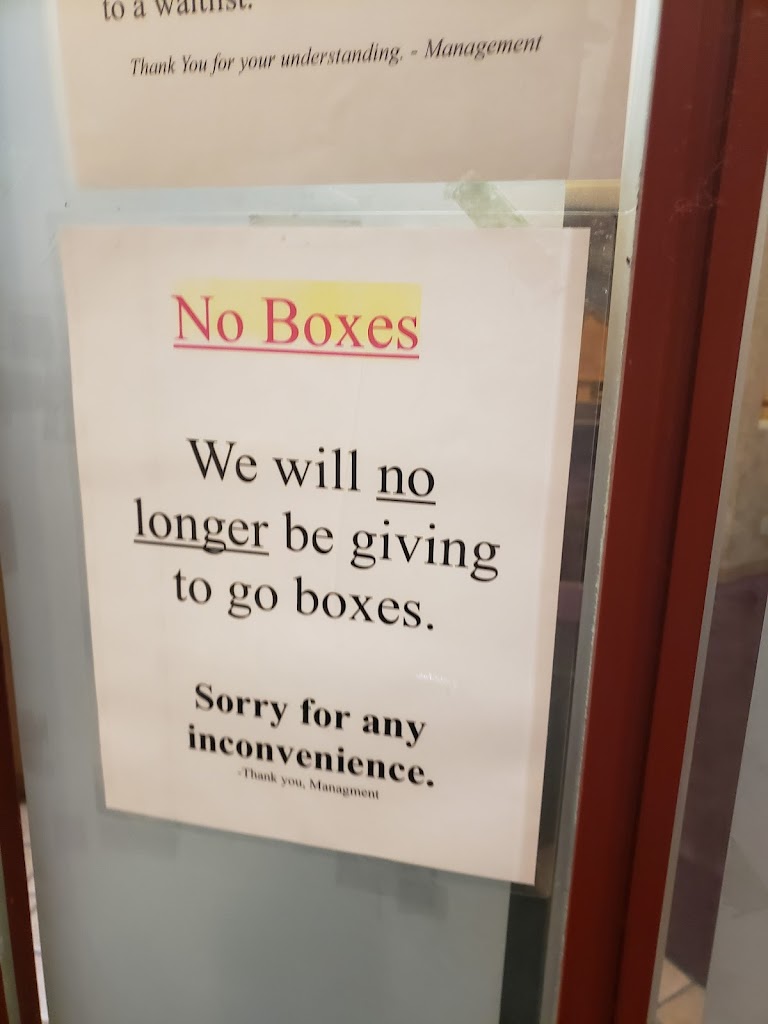 to a waitlist.
Thank You for your understanding. - Management
No Boxes
We will no
longer be giving
to go boxes.
Sorry for any
inconvenience.
-Thank you, Managment